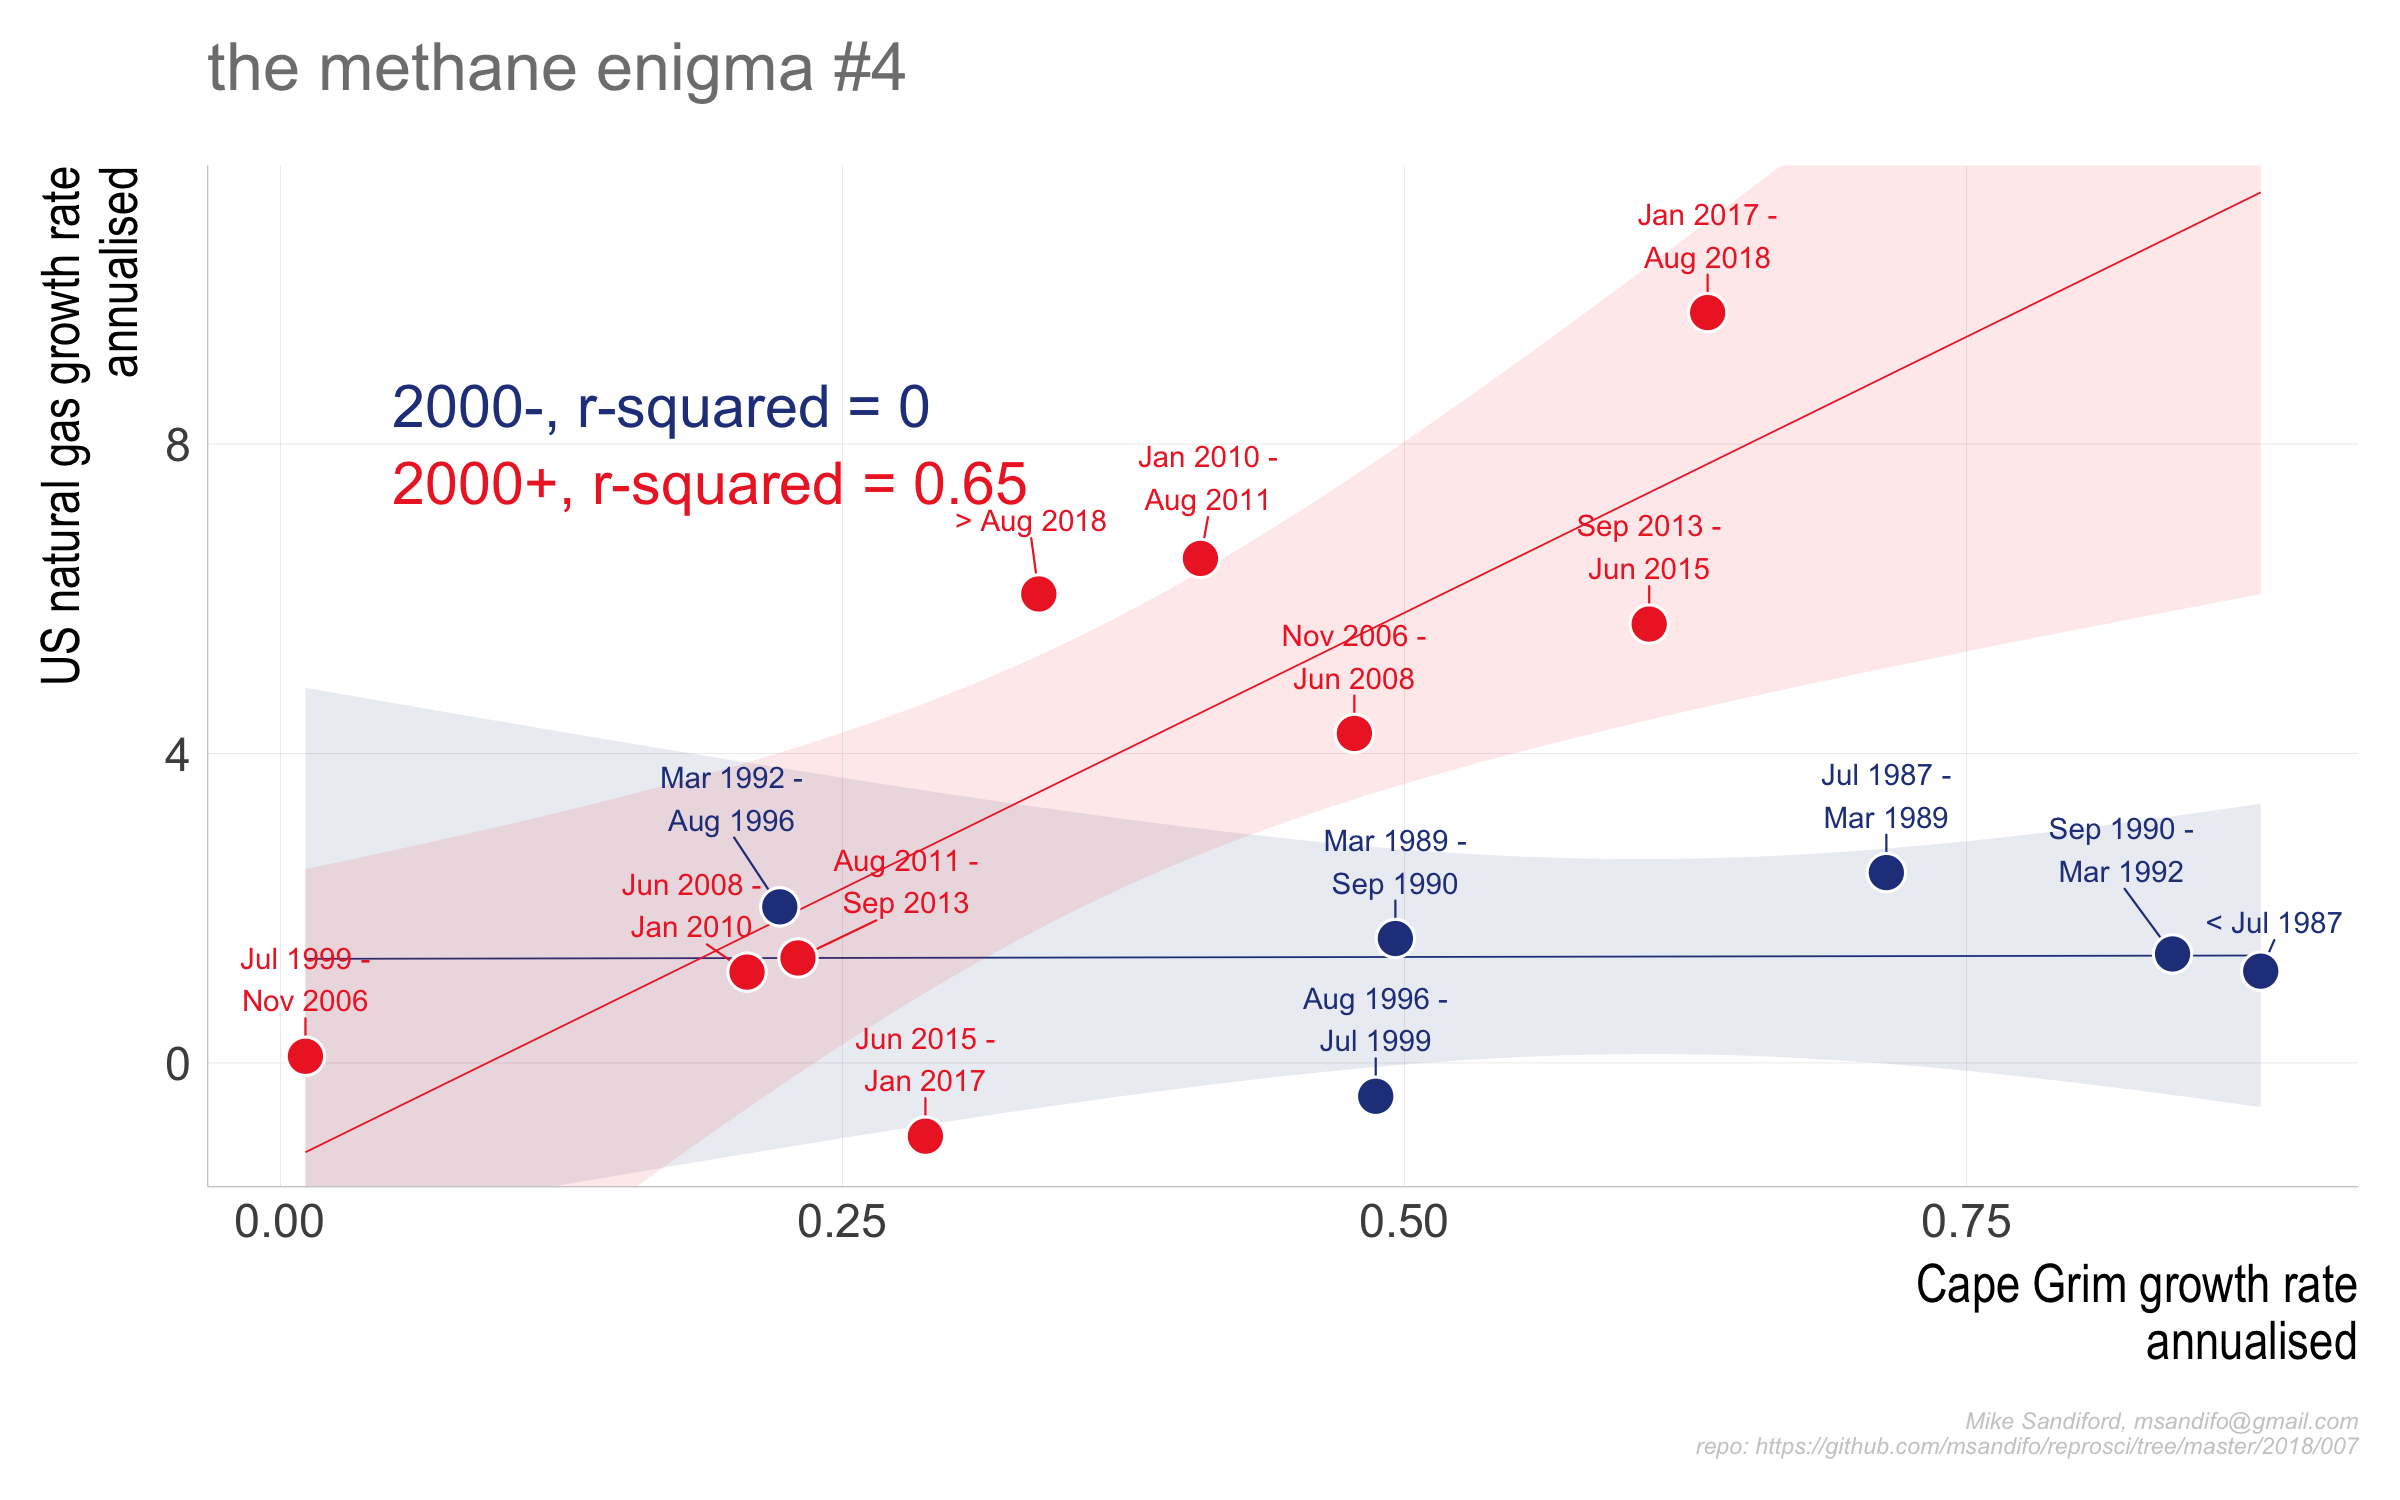 the methane enigma #4
US natural gas growth rate
annualised
2000-, r-squared = 0
2000+, r-squared = 0.65
8
4
0
Jan 2017 -
Aug 2018
Jan 2010 -
Aug 2011
> Aug 2018
Sep 2013 -
Jun 2015
Nov 2006 -
Jun 2008
Mar 1992 -
Aug 1996
Jul 1987 -
Mar 1989
Sep 1990 -
Mar 1992
Mar 1989 -
Sep 1990
Aug 2011 -
Sep 2013
Jun 2008 -
Jan 2010
< Jul 1987
Jul 1999 -
Nov 2006
Aug 1996 -
Jul 1999
Jun 2015 -
Jan 2017
0.00
0.25
0.50
0.75
Cape Grim growth rate
annualised
Mike Sandiford, msandifo@gmail.com
repo: https://github.com/msandifo/reprosci/tree/master/2018/007